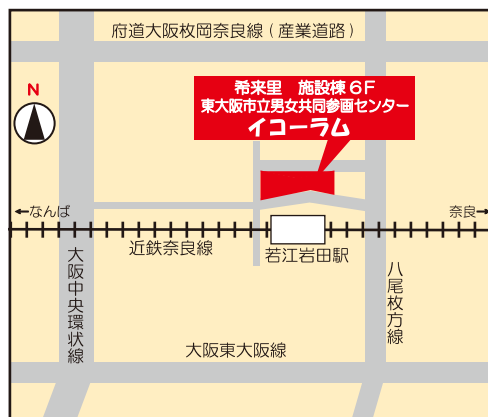 府道大阪枚岡奈良線（産業道路）
希来里　施設棟６Ｆ
東大阪市立男女共同参画センター
イコーラム
N
←なんば
奈良→
近鉄奈良線
若江岩田駅
大阪中央環状線
八尾枚方線
大阪東大阪線